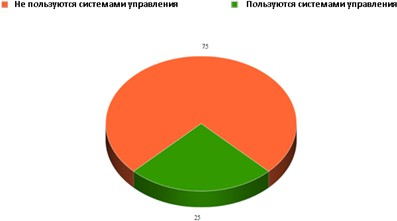 Не пользуются системами управления
Пользуются системами управления
75
25